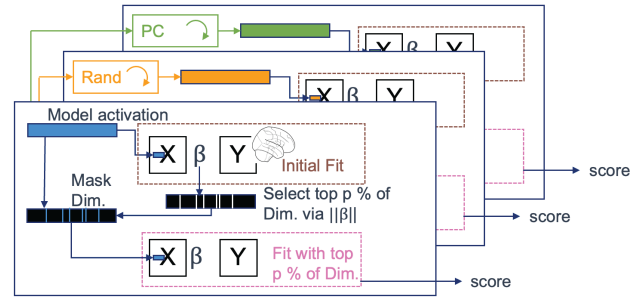 PC
X β Y
Rand
X β Y
Model activation
X β Y
Initial Fit
Mask
Dim.
Select top p % of
Dim. via ||β||
X β Y
Fit with top
p % of Dim.
score
score
score